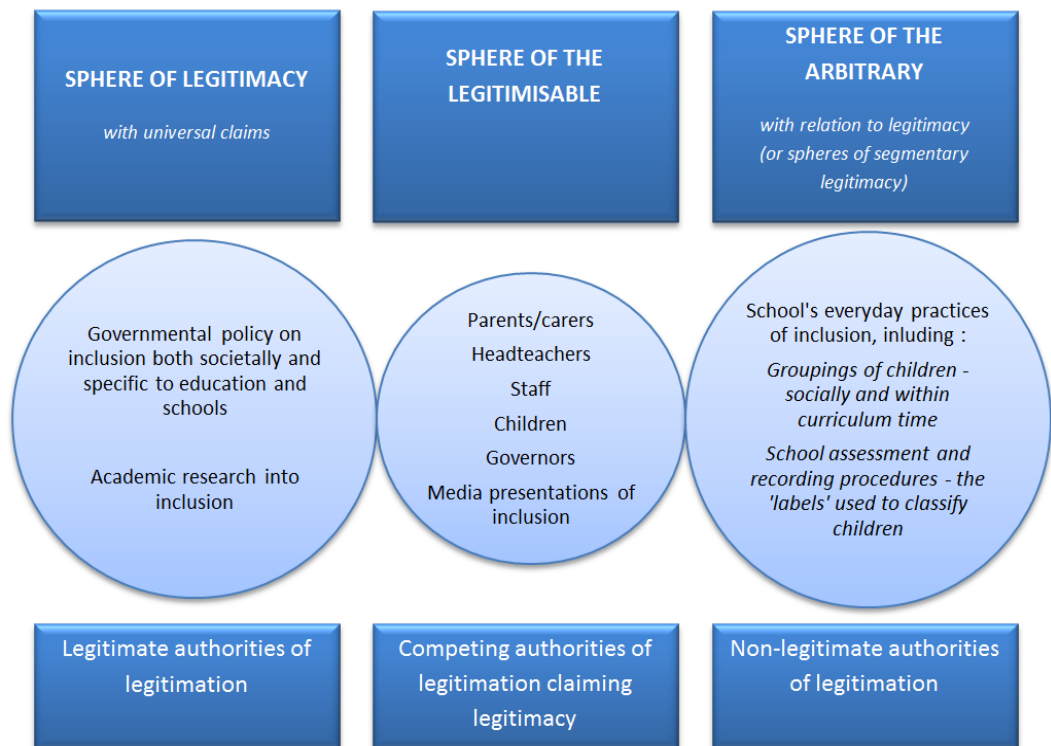 SPHERE OF LEGITIMACY
with universal claims
SPHERE OF THE
LEGITIMISABLE
SPHERE OF THE
ARBITRARY
with relation to legitimacy
(or spheres of segmentary
legitimacy)
Governmental policy on
inclusion both societally and
specific to education and
schools
Academic research into
inclusion
Parents/carers
Headteachers
Staff
Children
Governors
Media presentations of
inclusion
School's everyday practices
of inclusion, inluding :
Groupings of children -
socially and within
curriculum time
School assessment and
recording procedures - the
'labels' used to classify
children
Legitimate authorities of
legitimation
Competing authorities of
legitimation claiming
legitimacy
Non-legitimate authorities
of legitimation